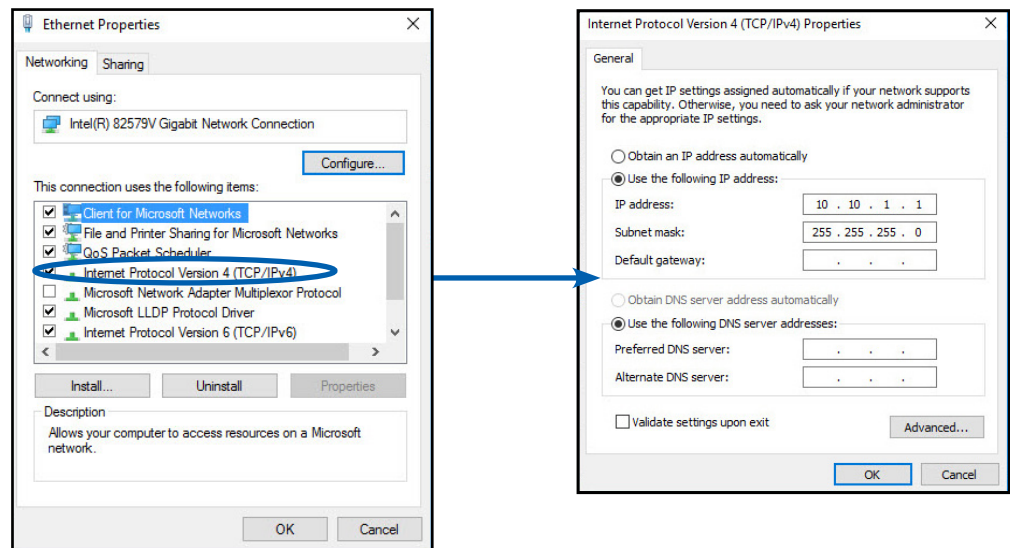 Ethernet Properties
Networking
Sharing
Connect using:
Intel(R) 82579V Gigabit Network Connection
Configure...
This connection uses the following items:
Client for Microsoft Networks
File and Printer Sharing for Microsoft Networks
QoS Packet Scheduler
Internet Protocol Version 4 (TCP/IPv4)
Microsoft Network Adapter Multiplexor Protocol
Microsoft LLDP Protocol Driver
Internet Protocol Version 6 (TCP/IPv6)
Install...
Uninstall
Properties
Description
Allows your computer to access resources on a Microsoft
network.
OK
Cancel
Internet Protocol Version 4 (TCP/IPv4) Properties
General
You can get IP settings assigned automatically if your network supports
this capability. Otherwise, you need to ask your network administrator
for the appropriate IP settings.
Obtain an IP address automatically
Use the following IP address:
IP address: 10 . 10 . 1 . 1
Subnet mask: 255 . 255 . 255 . 0
Default gateway: . . .
Obtain DNS server address automatically
Use the following DNS server addresses:
Preferred DNS server: . . .
Alternate DNS server: . . .
Validate settings upon exit
Advanced...
OK
Cancel